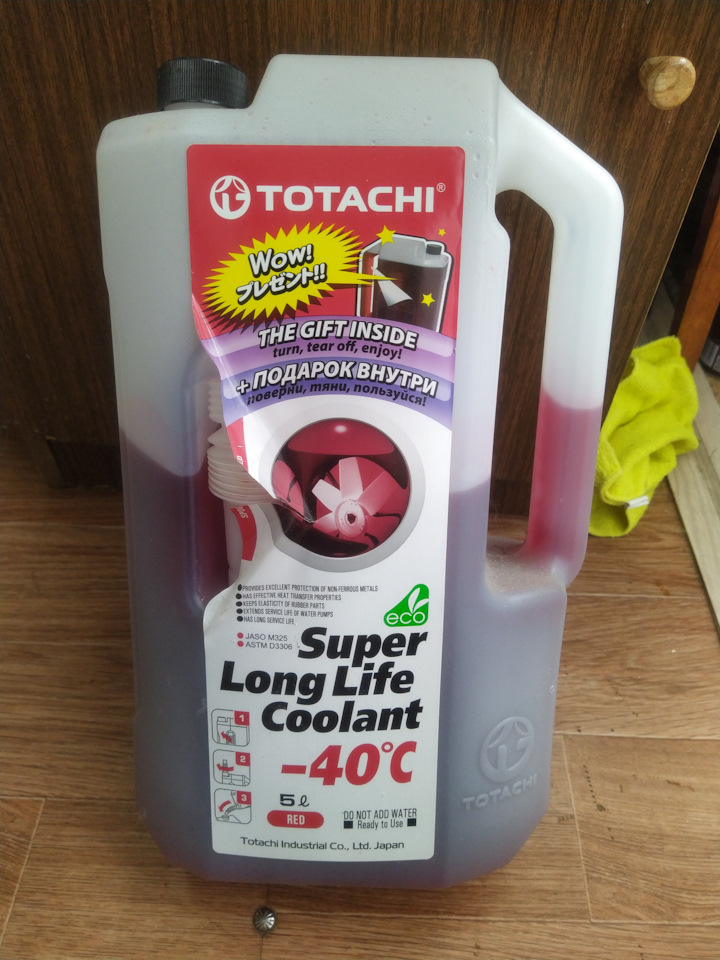 TOTACHI®
Wow!
プレゼント!!
THE GIFT INSIDE
turn, tear off, enjoy!
+ ПОДАРОК ВНУТРИ
поверни, тяни, пользуйся!
PROVIDES EXCELLENT PROTECTION OF NON-FERROUS METALS
HAS EFFECTIVE HEAT TRANSFER PROPERTIES
KEEPS ELASTICITY OF RUBBER PARTS
EXTENDS SERVICE LIFE OF WATER PUMPS
HAS LONG SERVICE LIFE
eco
JASO M325
ASTM D3306
Super
Long Life
Coolant
-40°C
1
2
3
5ℓ
RED
DO NOT ADD WATER
Ready to Use
Totachi Industrial Co., Ltd. Japan
TOTACHI